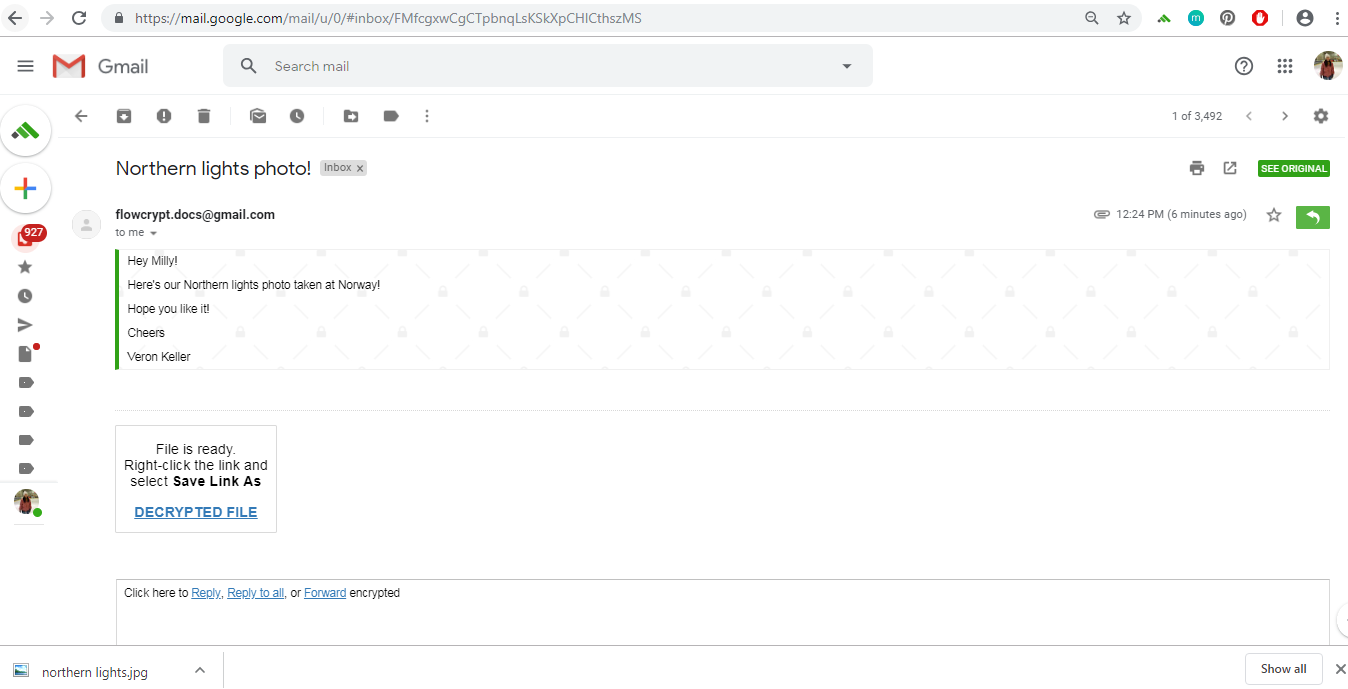 https://mail.google.com/mail/u/0/#inbox/FMfcgxwCgCTpbnqLsKSkXpCHlCthszMS
m
Gmail
Search mail
1 of 3,492
Northern lights photo!
Inbox x
SEE ORIGINAL
flowcrypt.docs@gmail.com
12:24 PM (6 minutes ago)
to me
927
Hey Milly!
Here's our Northern lights photo taken at Norway!
Hope you like it!
Cheers
Veron Keller
File is ready.
Right-click the link and
select Save Link As
DECRYPTED FILE
Click here to Reply, Reply to all, or Forward encrypted
northern lights.jpg
Show all